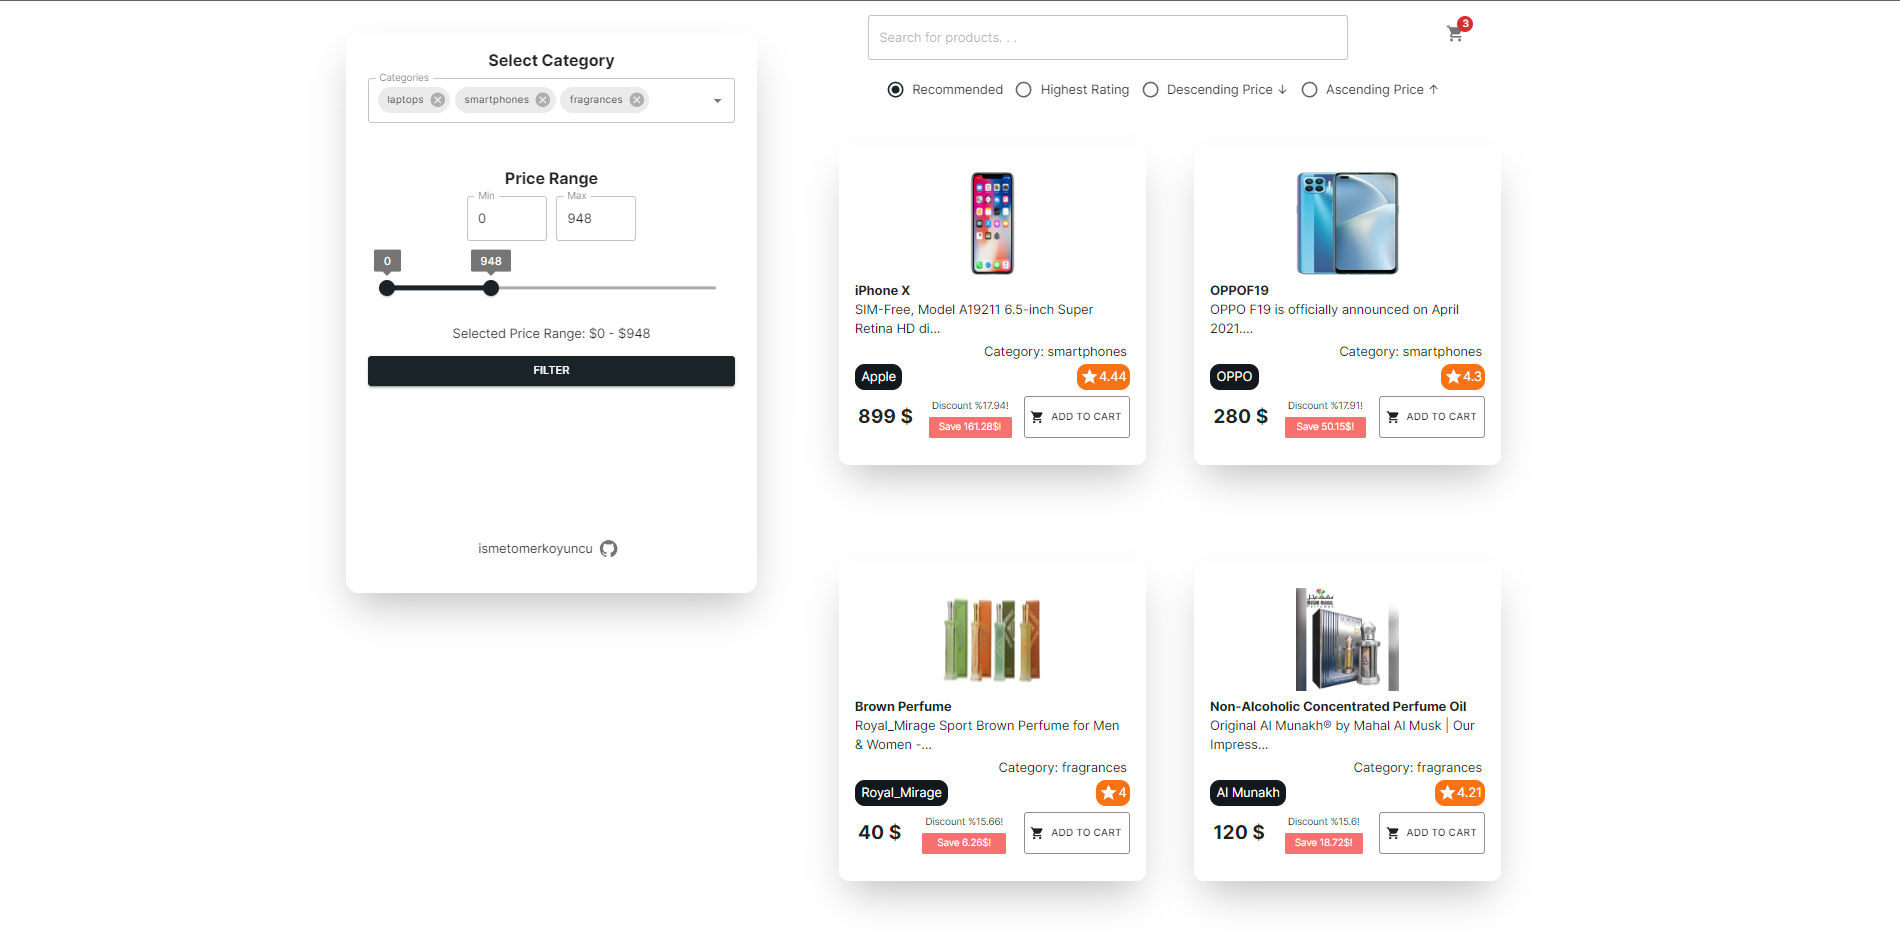 Select Category
Categories
laptops smartphones fragrances
Price Range
Min Max
0 948
0 948
Selected Price Range: $0 - $948
FILTER
ismetomerkoyuncu
Search for products. . .
3
Recommended Highest Rating Descending Price ↓ Ascending Price ↑
iPhone X
SIM-Free, Model A19211 6.5-inch Super
Retina HD di...
Category: smartphones
Apple 4.44
899 $ Discount %17.94! Save 161.28$! ADD TO CART
OPPOF19
OPPO F19 is officially announced on April
2021....
Category: smartphones
OPPO 4.3
280 $ Discount %17.91! Save 50.15$! ADD TO CART
Brown Perfume
Royal_Mirage Sport Brown Perfume for Men
& Women -...
Category: fragrances
Royal_Mirage 4
40 $ Discount %15.66! Save 6.26$! ADD TO CART
Non-Alcoholic Concentrated Perfume Oil
Original Al Munakh® by Mahal Al Musk | Our
Impress...
Category: fragrances
Al Munakh 4.21
120 $ Discount %15.6! Save 18.72$! ADD TO CART